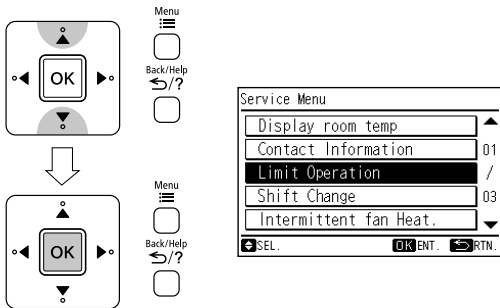 Menu
OK
Back/Help
/?
Menu
OK
Back/Help
/?
Service Menu
Display room temp
Contact Information
01
Limit Operation
/
Shift Change
03
Intermittent fan Heat.
SEL. OK ENT. RTN.